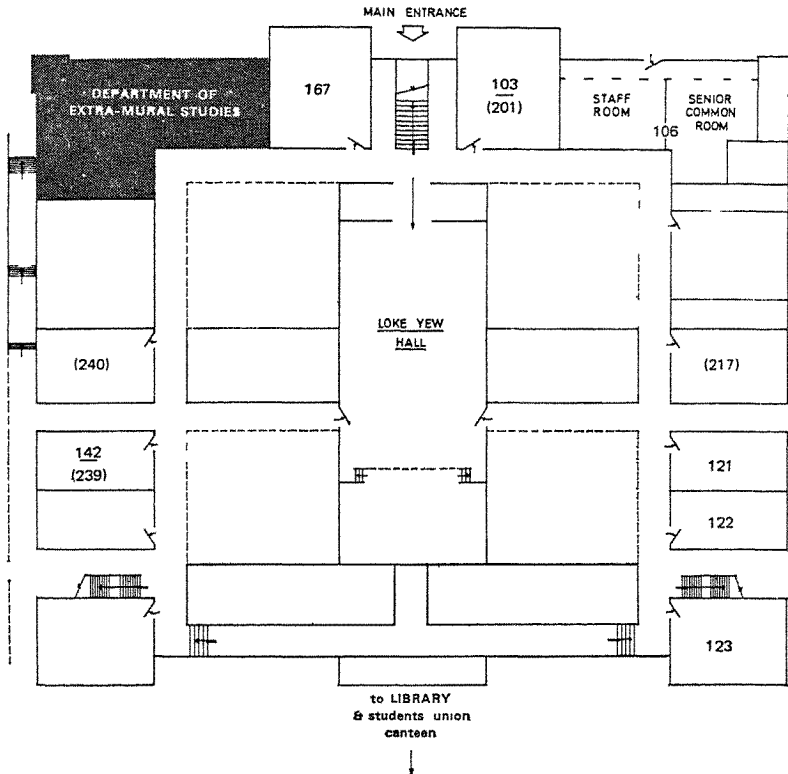 MAIN ENTRANCE
DEPARTMENT OF
EXTRA-MURAL STUDIES
167
103
(201)
STAFF
ROOM
106
SENIOR
COMMON
ROOM
LOKE YEW
HALL
(240)
(217)
142
(239)
121
122
123
to LIBRARY
& students union
canteen